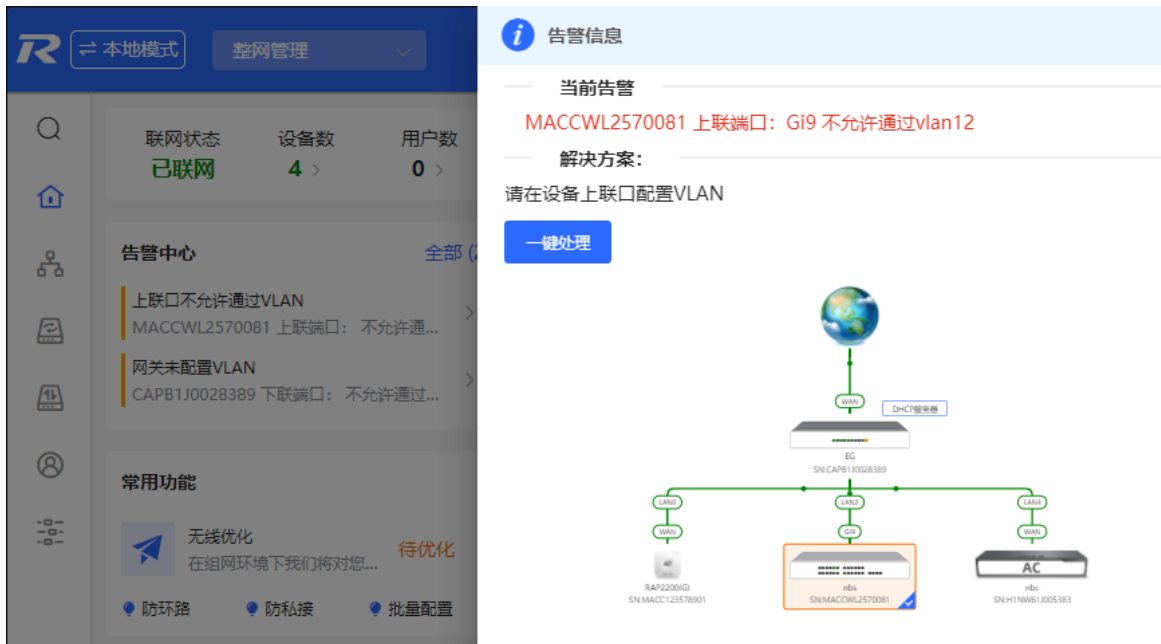 R 本地模式 整网管理
联网状态 设备数 用户数
已联网 4 0
告警中心 全部
上联口不允许通过VLAN
MACCWL2570081 上联端口： 不允许通...
网关未配置VLAN
CAPB1J0028389 下联端口： 不允许通过...
常用功能
无线优化
在组网环境下我们将对您... 待优化
防环路 防私接 批量配置
告警信息
当前告警
MACCWL2570081 上联端口：Gi9 不允许通过vlan12
解决方案：
请在设备上联口配置VLAN
一键处理
WAN DHCP服务器
EG
SN:CAPB1J0028389
LAN0 LAN2 LAN4
WAN Gi9 WAN
AP AC
RAP2200(G) nbs nbc
SN:MACC123578901 SN:MACCWL2570081 SN:H1NW61J005383